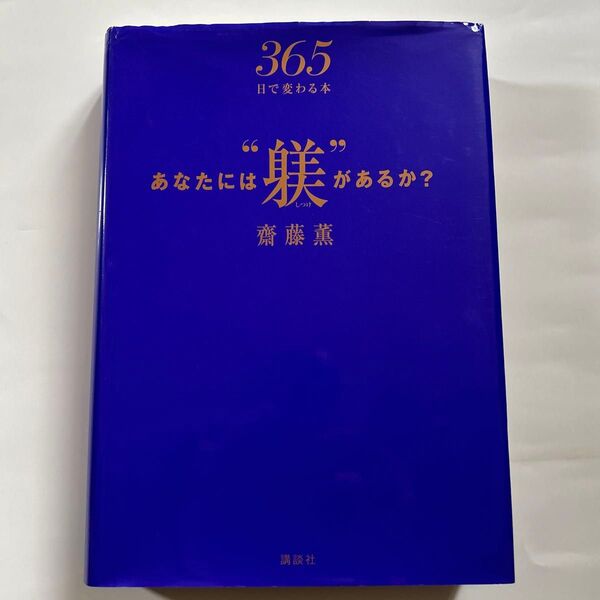 365
日で変わる本
あなたには“躾”があるか?
しつけ
齋藤薫
講談社